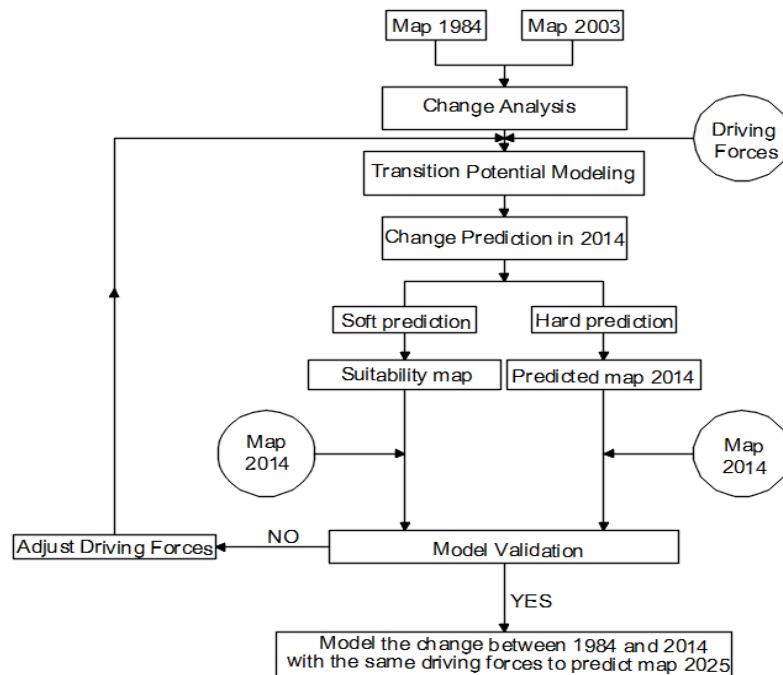 Map 1984
Map 2003
Change Analysis
Driving
Forces
Transition Potential Modeling
Change Prediction in 2014
Soft prediction
Hard prediction
Suitability map
Predicted map 2014
Map
2014
Map
2014
Adjust Driving Forces
NO
Model Validation
YES
Model the change between 1984 and 2014
with the same driving forces to predict map 2025